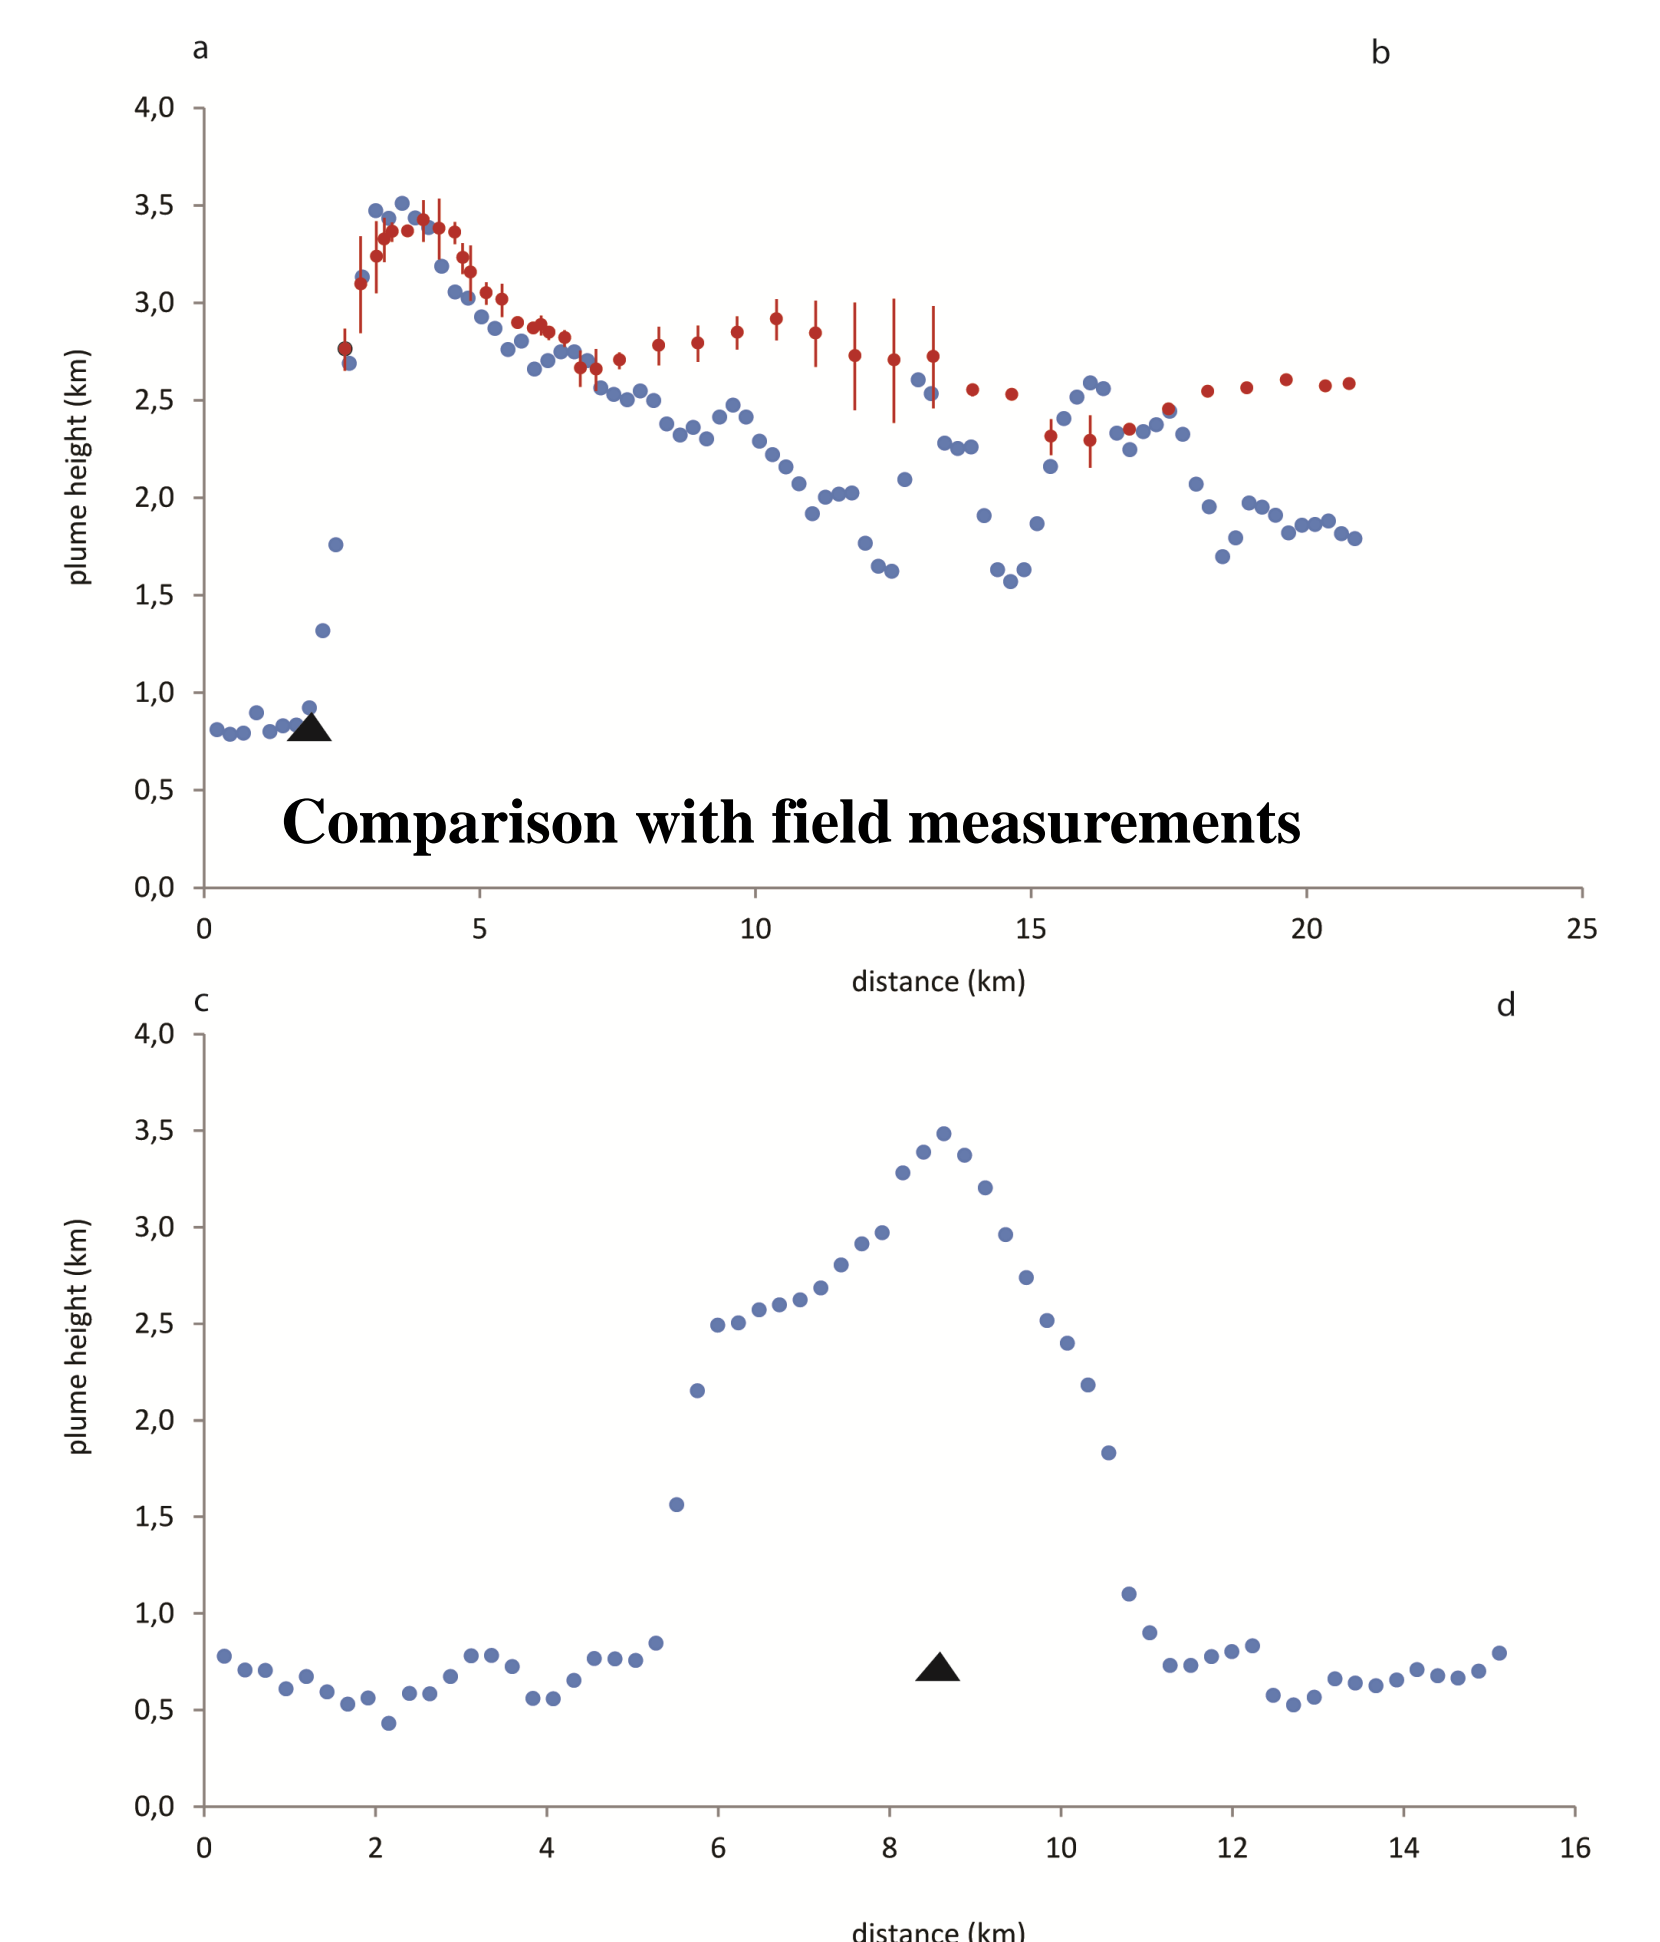 a b
4,0
3,5
3,0
2,5
2,0
1,5
1,0
0,5
0,0
plume height (km)
Comparison with field measurements
0 5 10 15 20 25
distance (km)
c d
4,0
3,5
3,0
2,5
2,0
1,5
1,0
0,5
0,0
plume height (km)
0 2 4 6 8 10 12 14 16
distance (km)